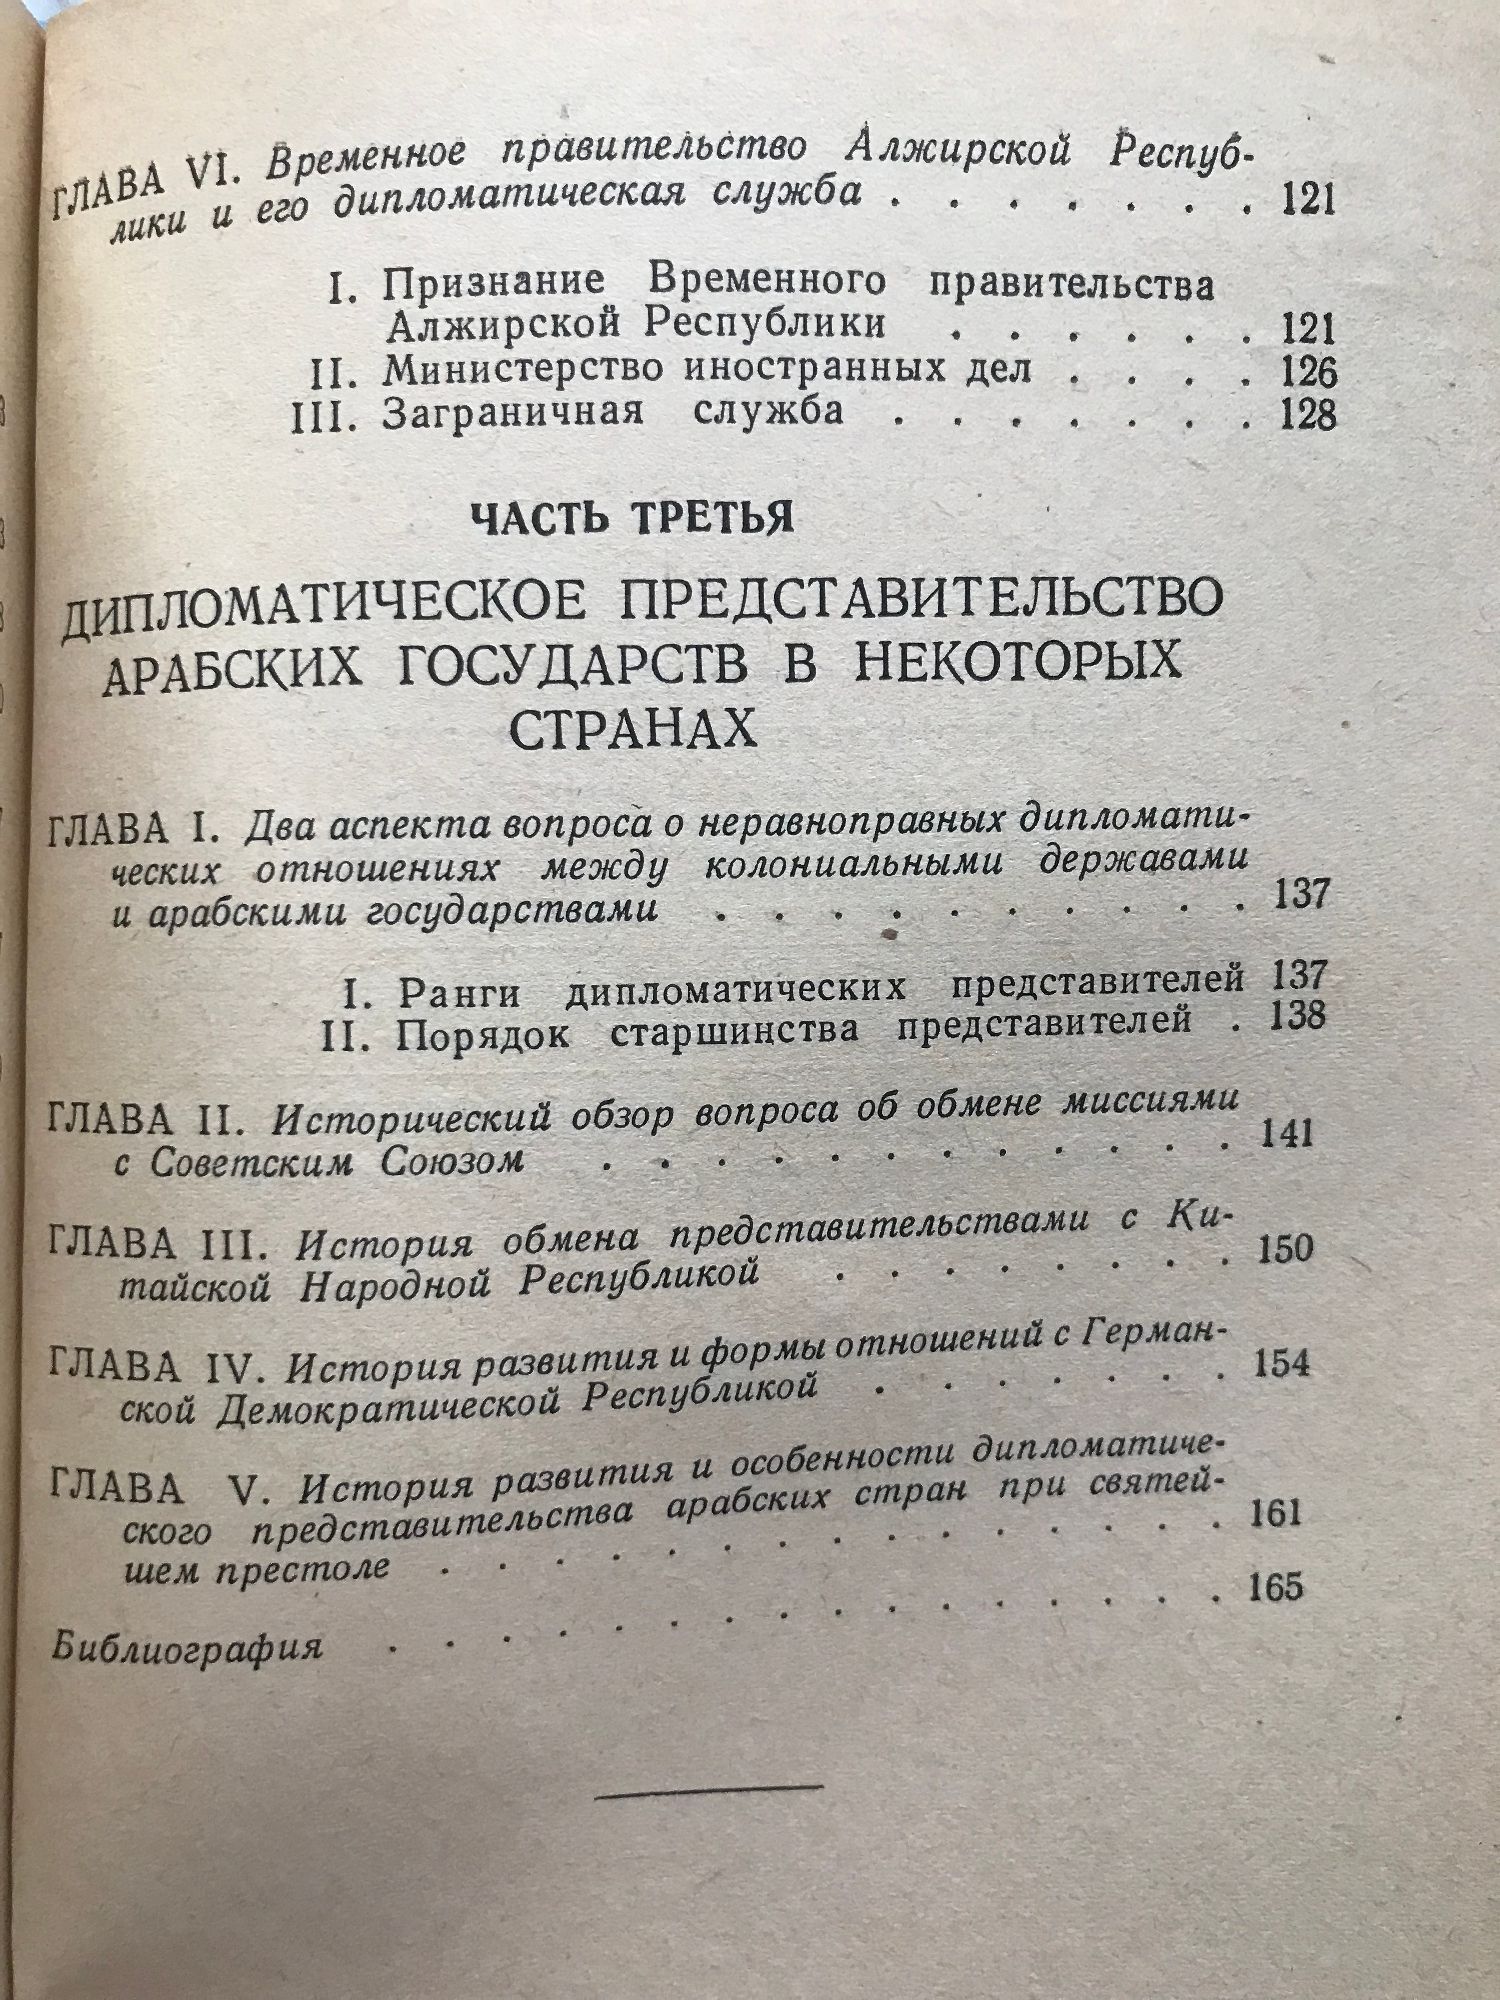 ГЛАВА VI. Временное правительство Алжирской Респуб-
лики и его дипломатическая служба . . . . . . . 121
I. Признание Временного правительства
Алжирской Республики . . . . . . 121
II. Министерство иностранных дел . . . . 126
III. Заграничная служба . . . . . . . 128
ЧАСТЬ ТРЕТЬЯ
ДИПЛОМАТИЧЕСКОЕ ПРЕДСТАВИТЕЛЬСТВО
АРАБСКИХ ГОСУДАРСТВ В НЕКОТОРЫХ
СТРАНАХ
ГЛАВА I. Два аспекта вопроса о неравноправных дипломати-
ческих отношениях между колониальными державами
и арабскими государствами . . . . . . . . . . 137
I. Ранги дипломатических представителей 137
II. Порядок старшинства представителей . 138
ГЛАВА II. Исторический обзор вопроса об обмене миссиями
с Советским Союзом . . . . . . . . . . . . 141
ГЛАВА III. История обмена представительствами с Ки-
тайской Народной Республикой . . . . . . . . 150
ГЛАВА IV. История развития и формы отношений с Герман-
ской Демократической Республикой . . . . . . . 154
ГЛАВА V. История развития и особенности дипломатиче-
ского представительства арабских стран при святей-
шем престоле . . . . . . . . . . . . . . . 161
Библиография . . . . . . . . . . . . . . . . 165